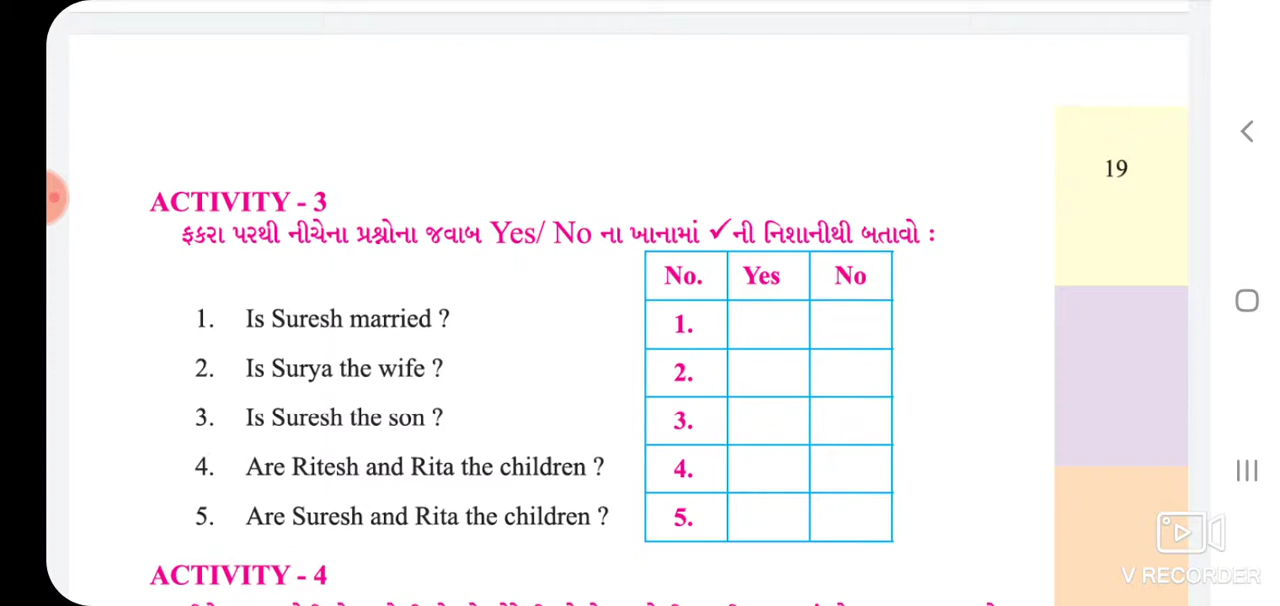 19
ACTIVITY - 3
ફકરા પરથી નીચેના પ્રશ્નોના જવાબ Yes/ No ના ખાનામાં ✓ની નિશાનીથી બતાવો :
No. Yes No
1. Is Suresh married ? 1.
2. Is Surya the wife ? 2.
3. Is Suresh the son ? 3.
4. Are Ritesh and Rita the children ? 4.
5. Are Suresh and Rita the children ? 5.
ACTIVITY - 4
V RECORDER